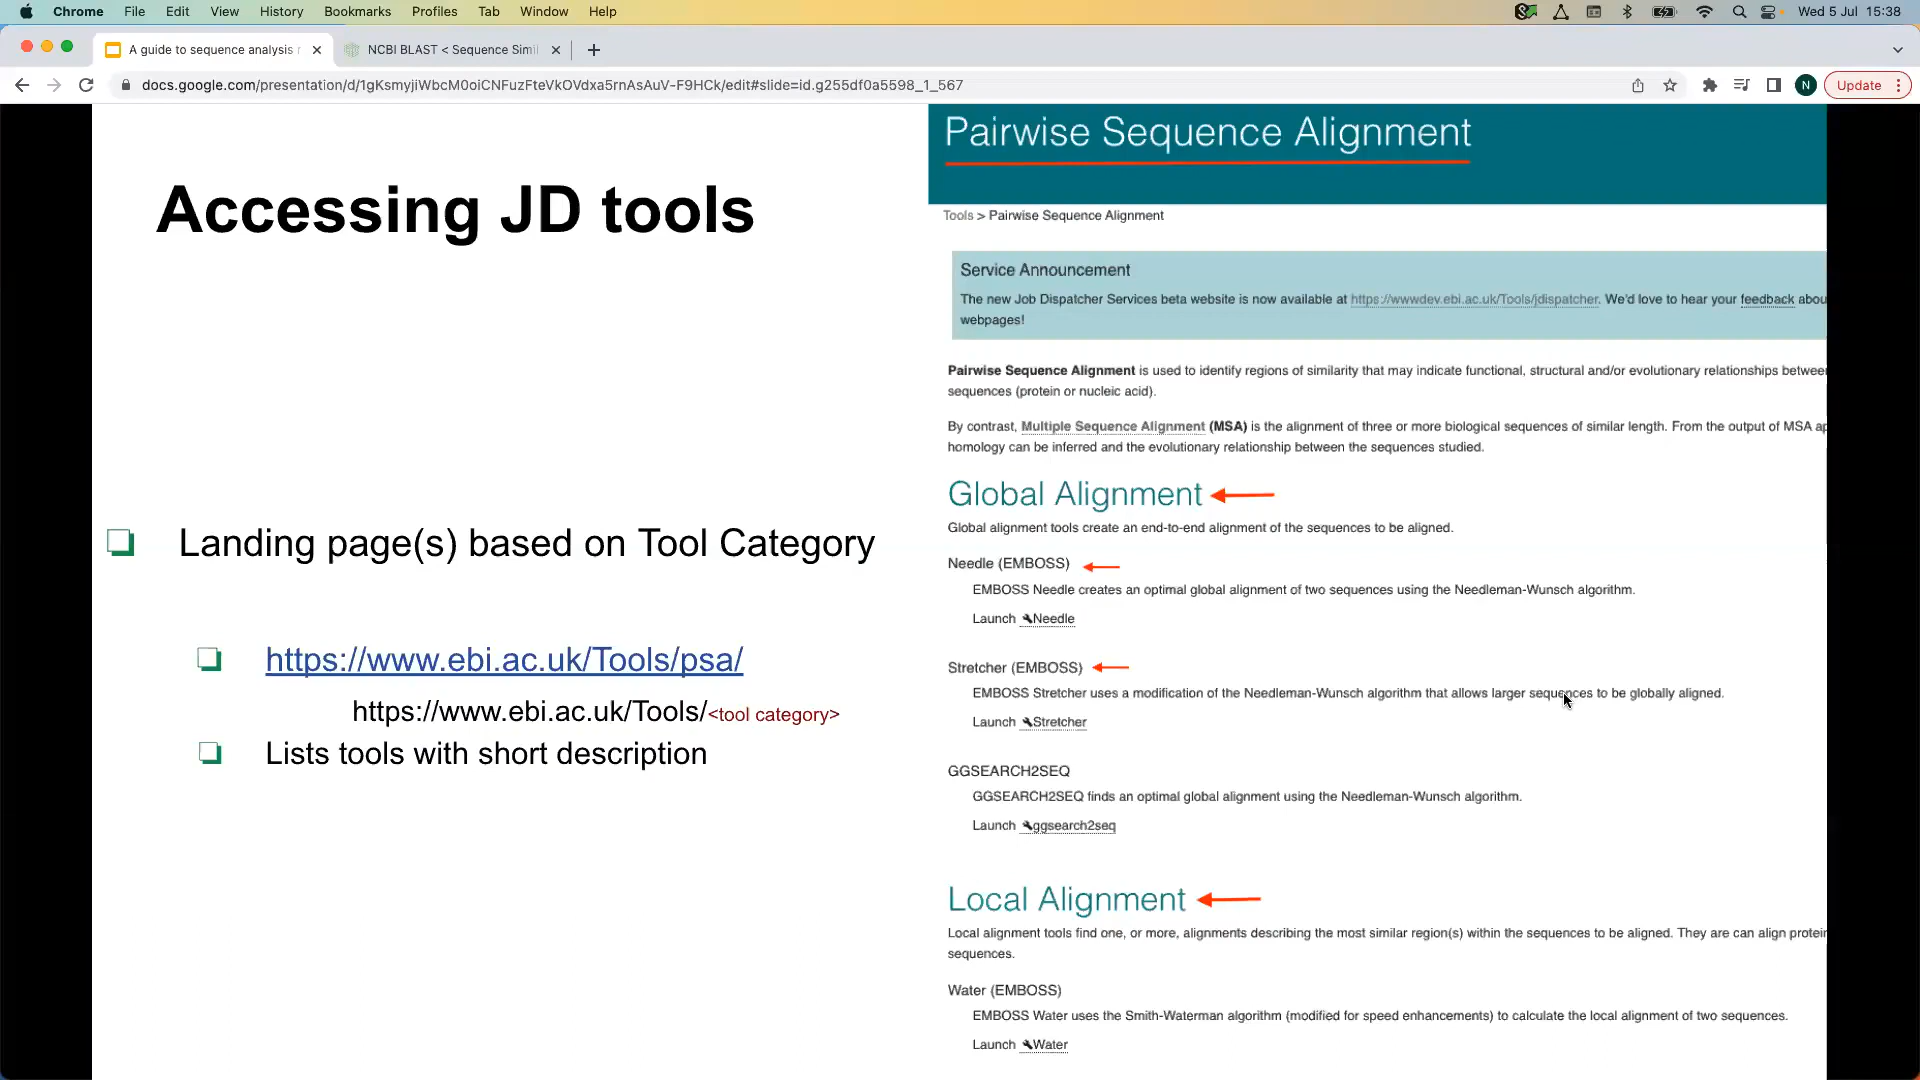 Chrome File Edit View History Bookmarks Profiles Tab Window Help Wed 5 Jul 15:38
A guide to sequence analysis NCBI BLAST < Sequence Simi
docs.google.com/presentation/d/1gKsmyjiWbcM0oiCNFuzFteVkOVdxa5rnAsAuV-F9HCk/edit#slide=id.g255df0a5598_1_567 N Update
Accessing JD tools
Landing page(s) based on Tool Category
https://www.ebi.ac.uk/Tools/psa/
https://www.ebi.ac.uk/Tools/<tool category>
Lists tools with short description
Pairwise Sequence Alignment
Tools > Pairwise Sequence Alignment
Service Announcement
The new Job Dispatcher Services beta website is now available at https://wwwdev.ebi.ac.uk/Tools/jdispatcher. We'd love to hear your feedback abou
webpages!
Pairwise Sequence Alignment is used to identify regions of similarity that may indicate functional, structural and/or evolutionary relationships between
sequences (protein or nucleic acid).
By contrast, Multiple Sequence Alignment (MSA) is the alignment of three or more biological sequences of similar length. From the output of MSA ap
homology can be inferred and the evolutionary relationship between the sequences studied.
Global Alignment
Global alignment tools create an end-to-end alignment of the sequences to be aligned.
Needle (EMBOSS)
EMBOSS Needle creates an optimal global alignment of two sequences using the Needleman-Wunsch algorithm.
Launch Needle
Stretcher (EMBOSS)
EMBOSS Stretcher uses a modification of the Needleman-Wunsch algorithm that allows larger sequences to be globally aligned.
Launch Stretcher
GGSEARCH2SEQ
GGSEARCH2SEQ finds an optimal global alignment using the Needleman-Wunsch algorithm.
Launch ggsearch2seq
Local Alignment
Local alignment tools find one, or more, alignments describing the most similar region(s) within the sequences to be aligned. They are can align protein
sequences.
Water (EMBOSS)
EMBOSS Water uses the Smith-Waterman algorithm (modified for speed enhancements) to calculate the local alignment of two sequences.
Launch Water